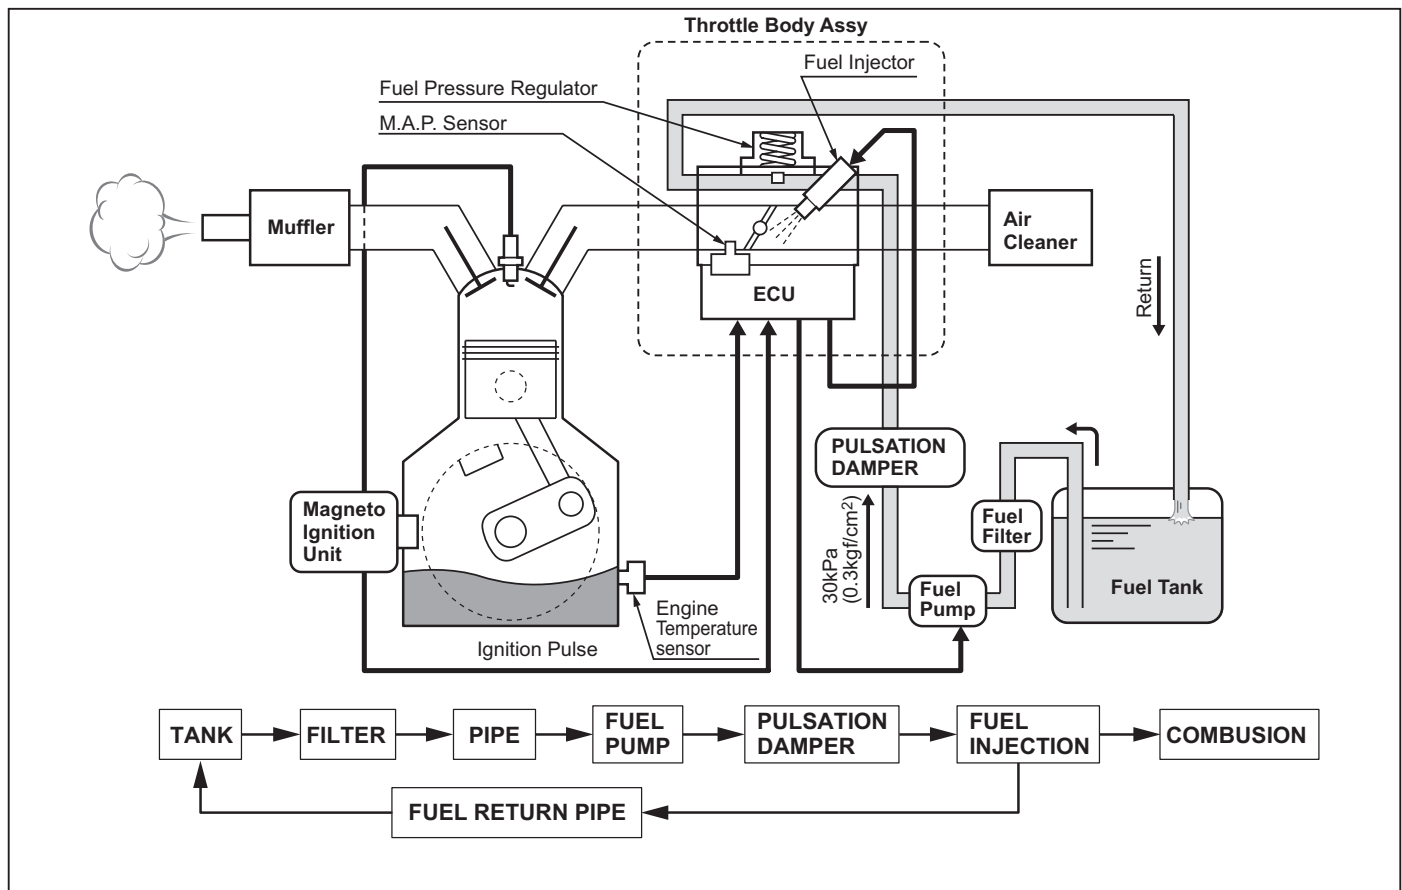 Throttle Body Assy
Fuel Injector
Fuel Pressure Regulator
M.A.P. Sensor
Muffler
Air
Cleaner
ECU
Return
PULSATION
DAMPER
Magneto
Ignition
Unit
30kPa
(0.3kgf/cm²)
Fuel
Filter
Fuel
Pump
Fuel Tank
Engine
Temperature
sensor
Ignition Pulse
TANK
FILTER
PIPE
FUEL
PUMP
PULSATION
DAMPER
FUEL
INJECTION
COMBUSION
FUEL RETURN PIPE